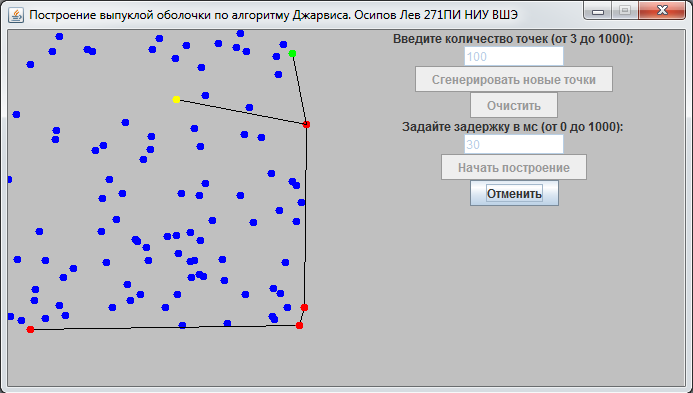 Построение выпуклой оболочки по алгоритму Джарвиса. Осипов Лев 271ПИ НИУ ВШЭ
Введите количество точек (от 3 до 1000):
100
Сгенерировать новые точки
Очистить
Задайте задержку в мс (от 0 до 1000):
30
Начать построение
Отменить